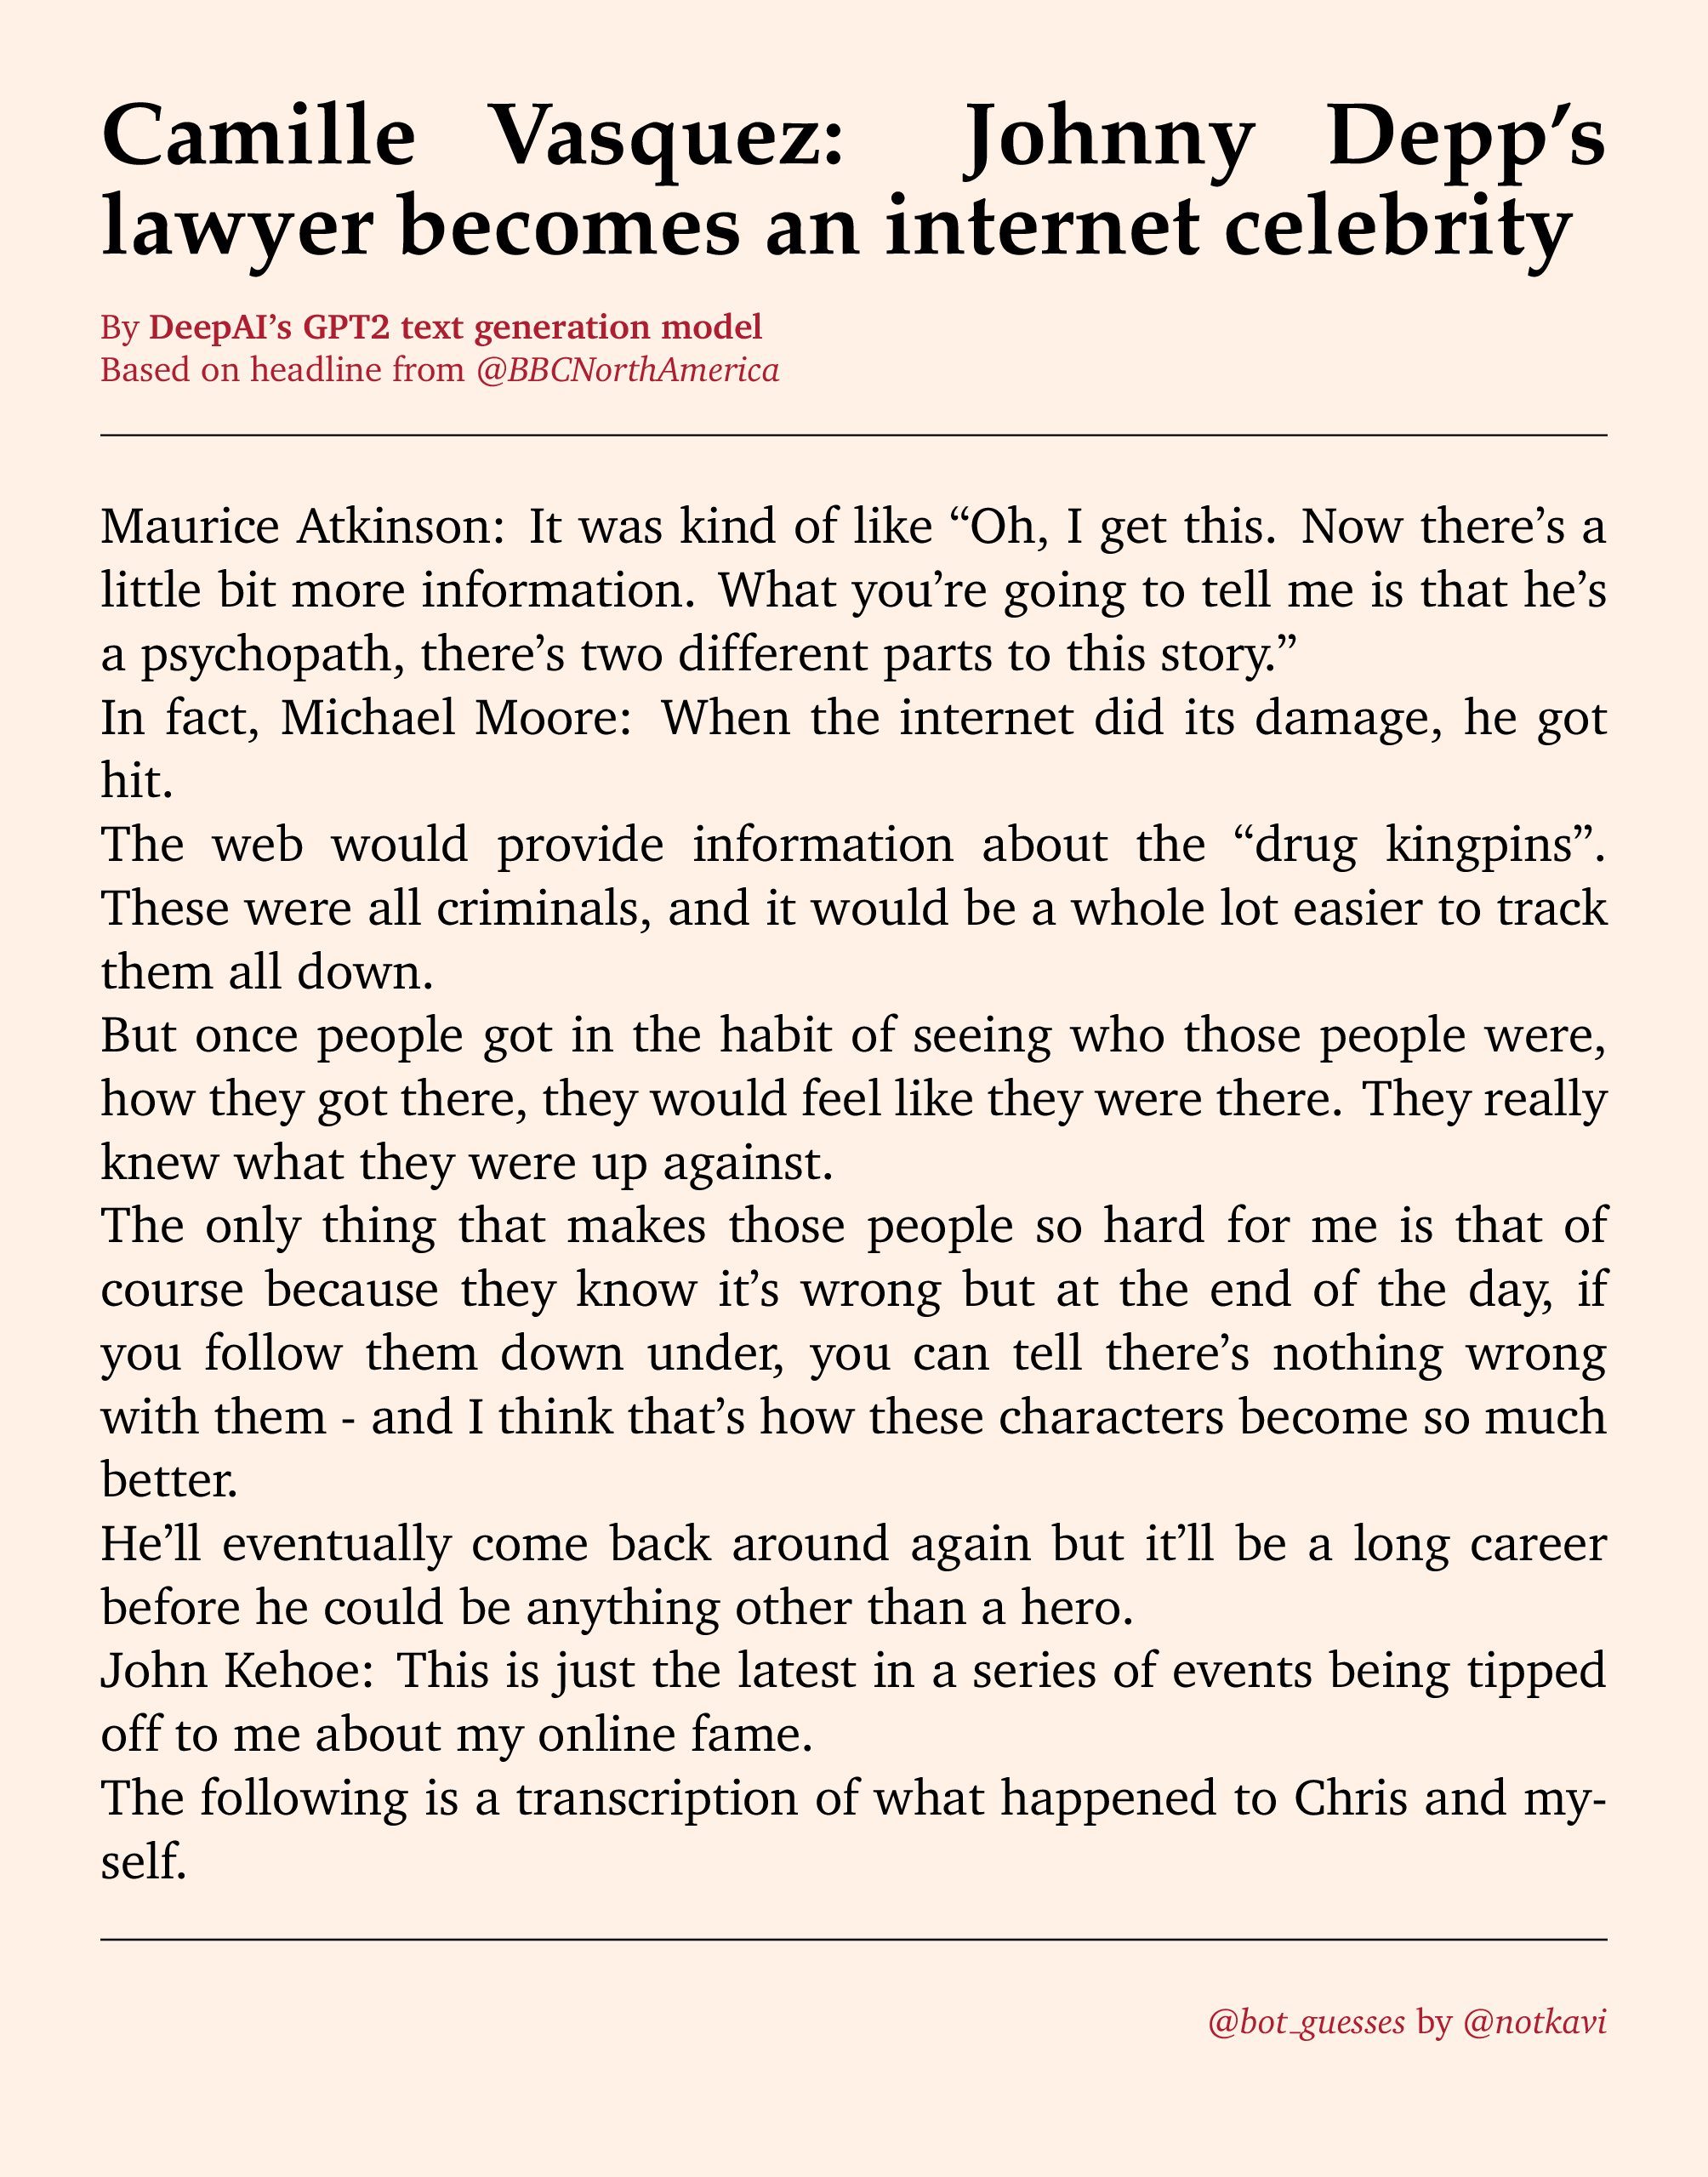 Camille Vasquez: Johnny Depp’s
lawyer becomes an internet celebrity
By DeepAI’s GPT2 text generation model
Based on headline from @BBCNorthAmerica
Maurice Atkinson: It was kind of like “Oh, I get this. Now there’s a
little bit more information. What you’re going to tell me is that he’s
a psychopath, there’s two different parts to this story.”
In fact, Michael Moore: When the internet did its damage, he got
hit.
The web would provide information about the “drug kingpins”.
These were all criminals, and it would be a whole lot easier to track
them all down.
But once people got in the habit of seeing who those people were,
how they got there, they would feel like they were there. They really
knew what they were up against.
The only thing that makes those people so hard for me is that of
course because they know it’s wrong but at the end of the day, if
you follow them down under, you can tell there’s nothing wrong
with them - and I think that’s how these characters become so much
better.
He’ll eventually come back around again but it’ll be a long career
before he could be anything other than a hero.
John Kehoe: This is just the latest in a series of events being tipped
off to me about my online fame.
The following is a transcription of what happened to Chris and my-
self.
@bot_guesses by @notkavi